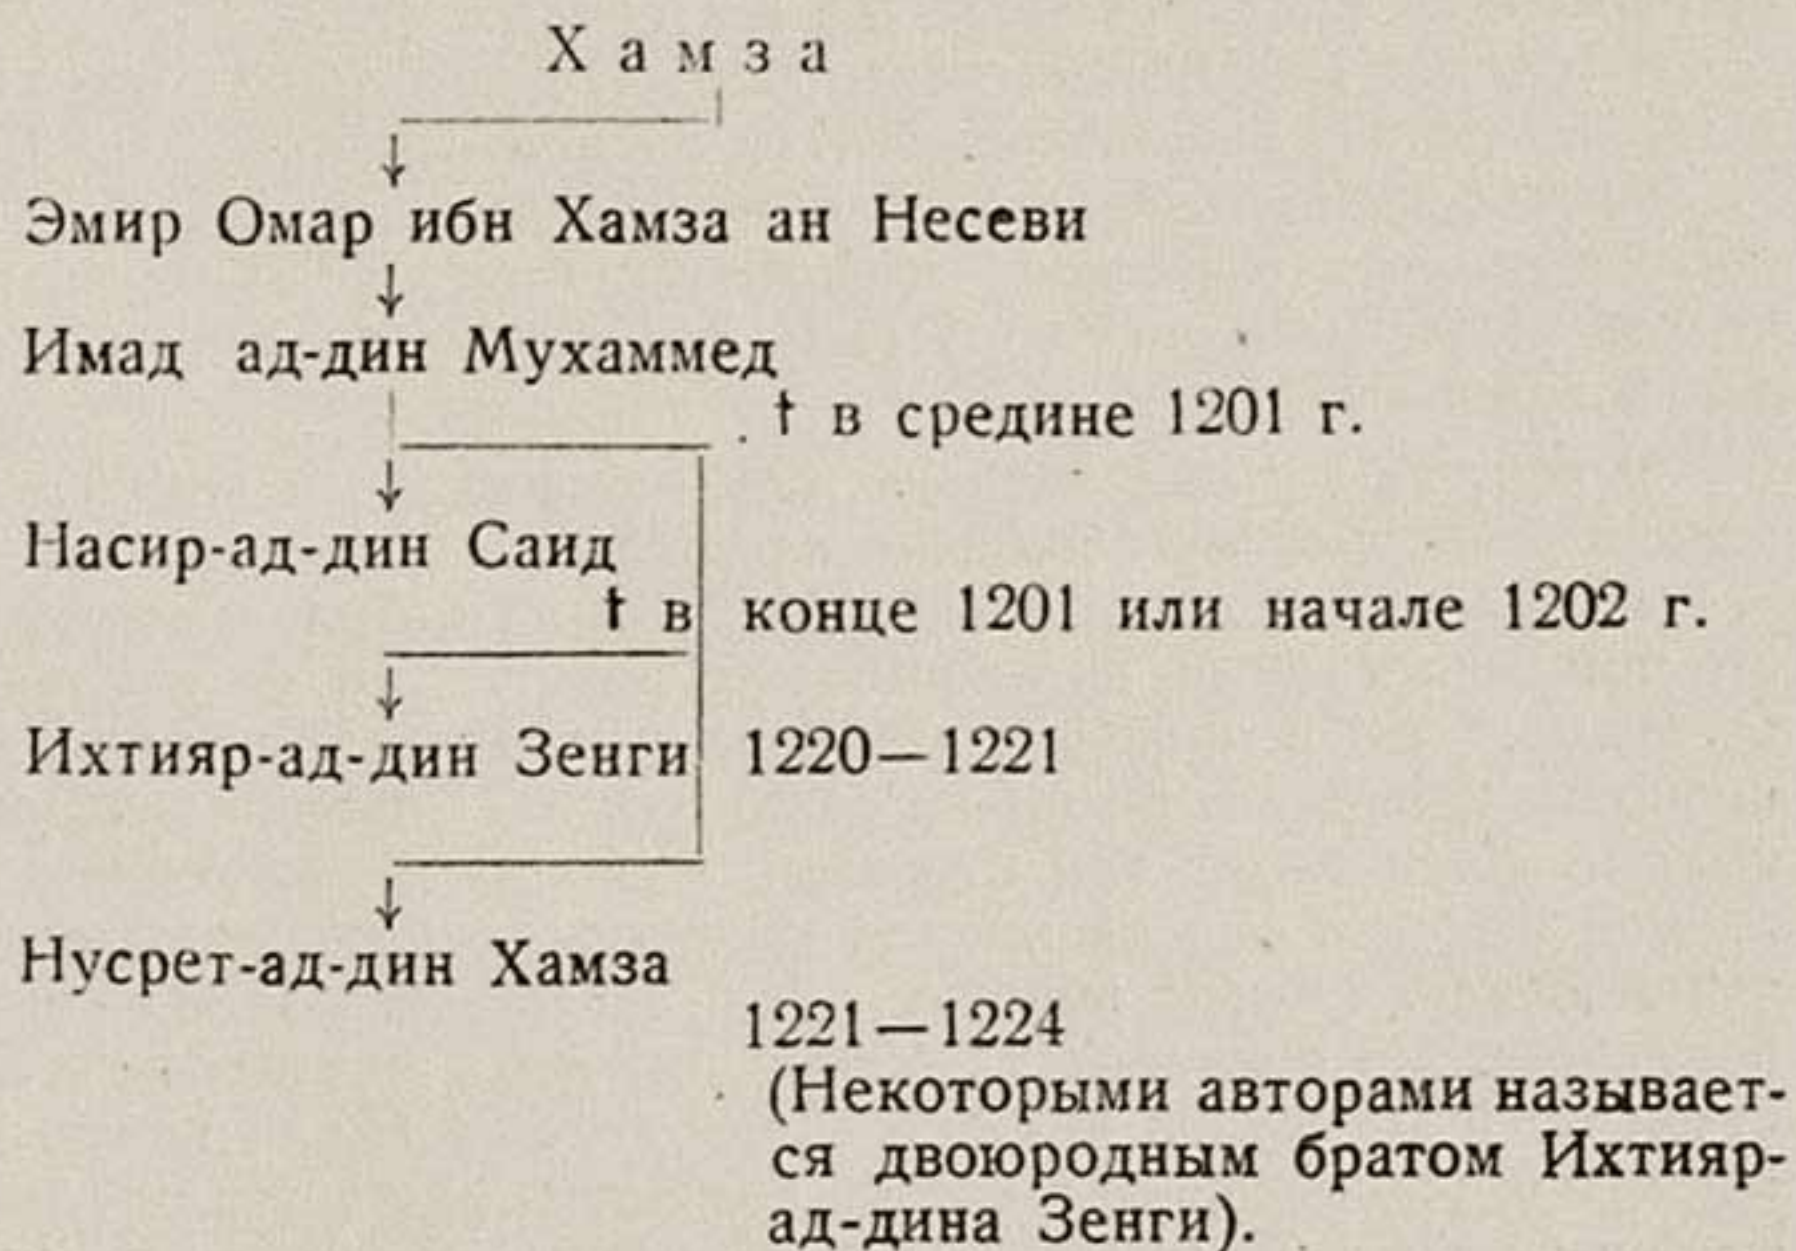 Хамза
Эмир Омар ибн Хамза ан Несеви
Имад ад-дин Мухаммед
† в средине 1201 г.
Насир-ад-дин Саид
† в конце 1201 или начале 1202 г.
Ихтияр-ад-дин Зенги 1220—1221
Нусрет-ад-дин Хамза
1221—1224
(Некоторыми авторами называет-
ся двоюродным братом Ихтияр-
ад-дина Зенги).